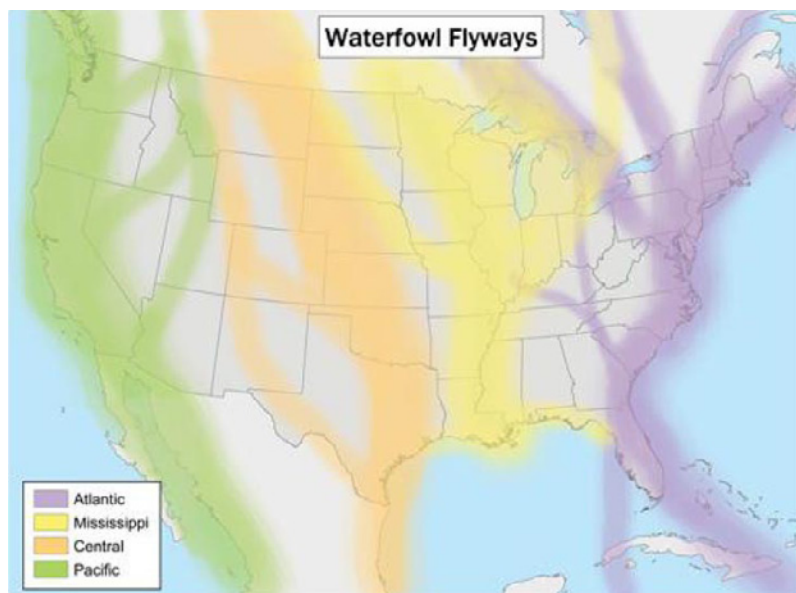 Waterfowl Flyways
Atlantic
Mississippi
Central
Pacific